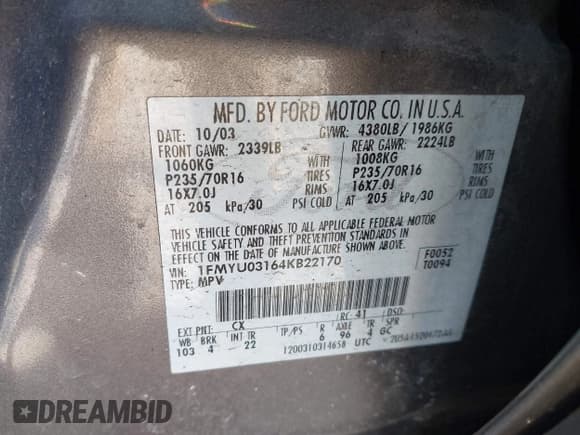 MFD. BY FORD MOTOR CO. IN U.S.A.
DATE: 10/03 GVWR: 4380LB/ 1986KG
FRONT GAWR: 2339LB REAR GAWR: 2224LB
1060KG WITH 1008KG WITH
P235/70R16 TIRES P235/70R16 TIRES
16X7.0J RIMS 16X7.0J RIMS
AT 205 kPa/30 PSI COLD AT 205 kPa/30 PSI COLD
THIS VEHICLE CONFORMS TO ALL APPLICABLE FEDERAL MOTOR
VEHICLE SAFETY AND THEFT PREVENTION STANDARDS IN
EFFECT ON THE DATE OF MANUFACTURE SHOWN ABOVE.
VIN: 1FMYU03164KB22170 F0052
TYPE: MPV T0094
RC: 41 DSO:
EXT PNT: CX
WB BRK INT TR TP/PS R AXLE TR SPR
103 4 22 6 96 4 GC
1200310314658 UTC
DREAMBID